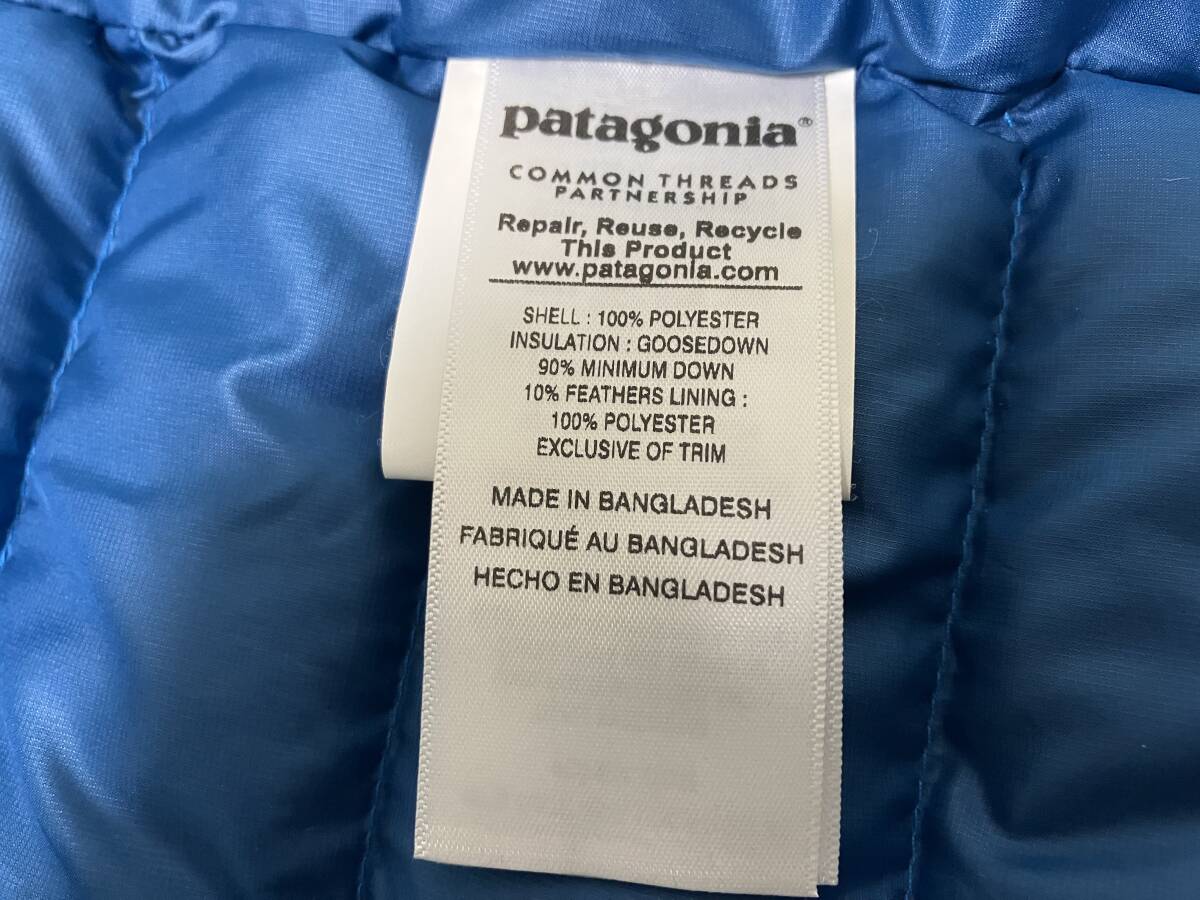 patagonia®
COMMON THREADS
PARTNERSHIP
Repair, Reuse, Recycle
This Product
www.patagonia.com
SHELL : 100% POLYESTER
INSULATION : GOOSEDOWN
90% MINIMUM DOWN
10% FEATHERS LINING :
100% POLYESTER
EXCLUSIVE OF TRIM
MADE IN BANGLADESH
FABRIQUÉ AU BANGLADESH
HECHO EN BANGLADESH